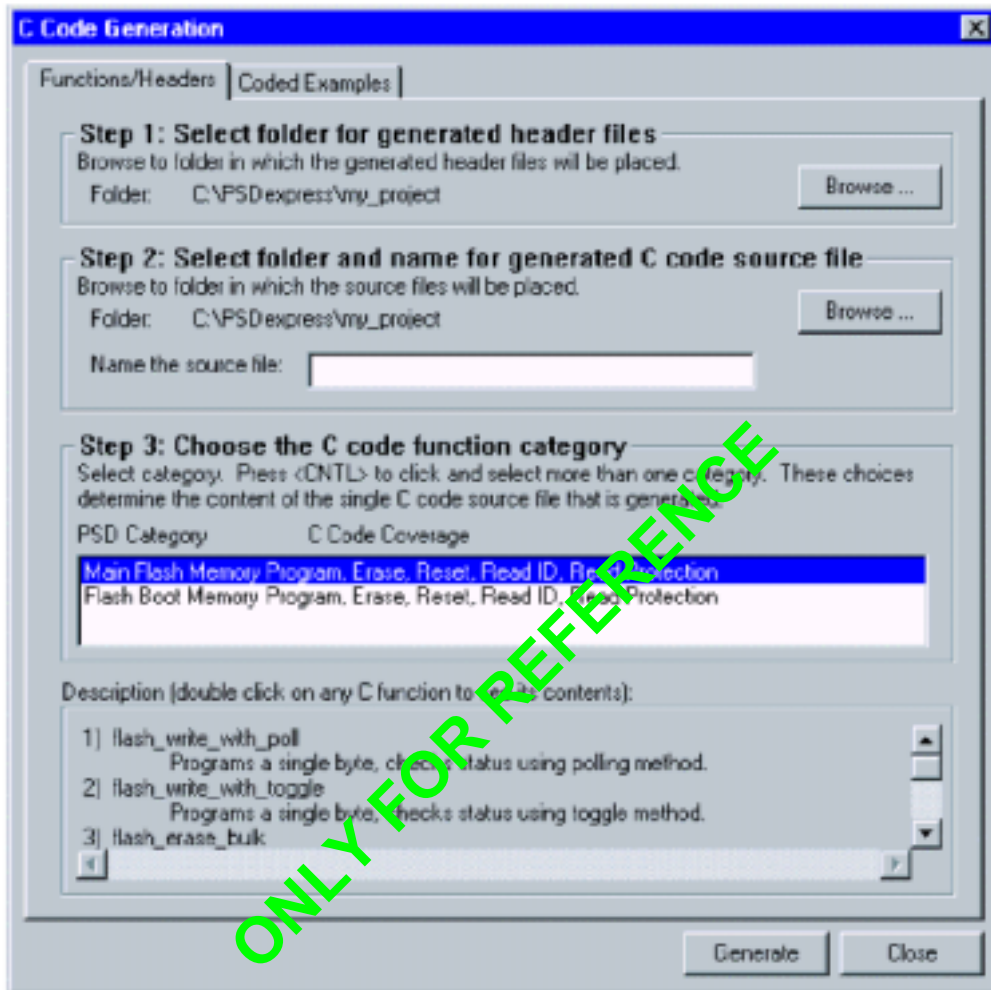 C Code Generation
Functions/Headers
Coded Examples
Step 1: Select folder for generated header files
Browse to folder in which the generated header files will be placed.
Folder: C:\PSDexpress\my_project
Browse ...
Step 2: Select folder and name for generated C code source file
Browse to folder in which the source files will be placed.
Folder: C:\PSDexpress\my_project
Browse ...
Name the source file:
Step 3: Choose the C code function category
Select category. Press <CNTL> to click and select more than one category. These choices
determine the content of the single C code source file that is generated.
PSD Category C Code Coverage
Main Flash Memory Program, Erase, Reset, Read ID, Read Protection
Flash Boot Memory Program, Erase, Reset, Read ID, Read Protection
Description (double click on any C function to see its contents):
1) flash_write_with_poll
Programs a single byte, checks status using polling method.
2) flash_write_with_toggle
Programs a single byte, checks status using toggle method.
3) flash_erase_bulk
Generate
Close
ONLY FOR REFERENCE